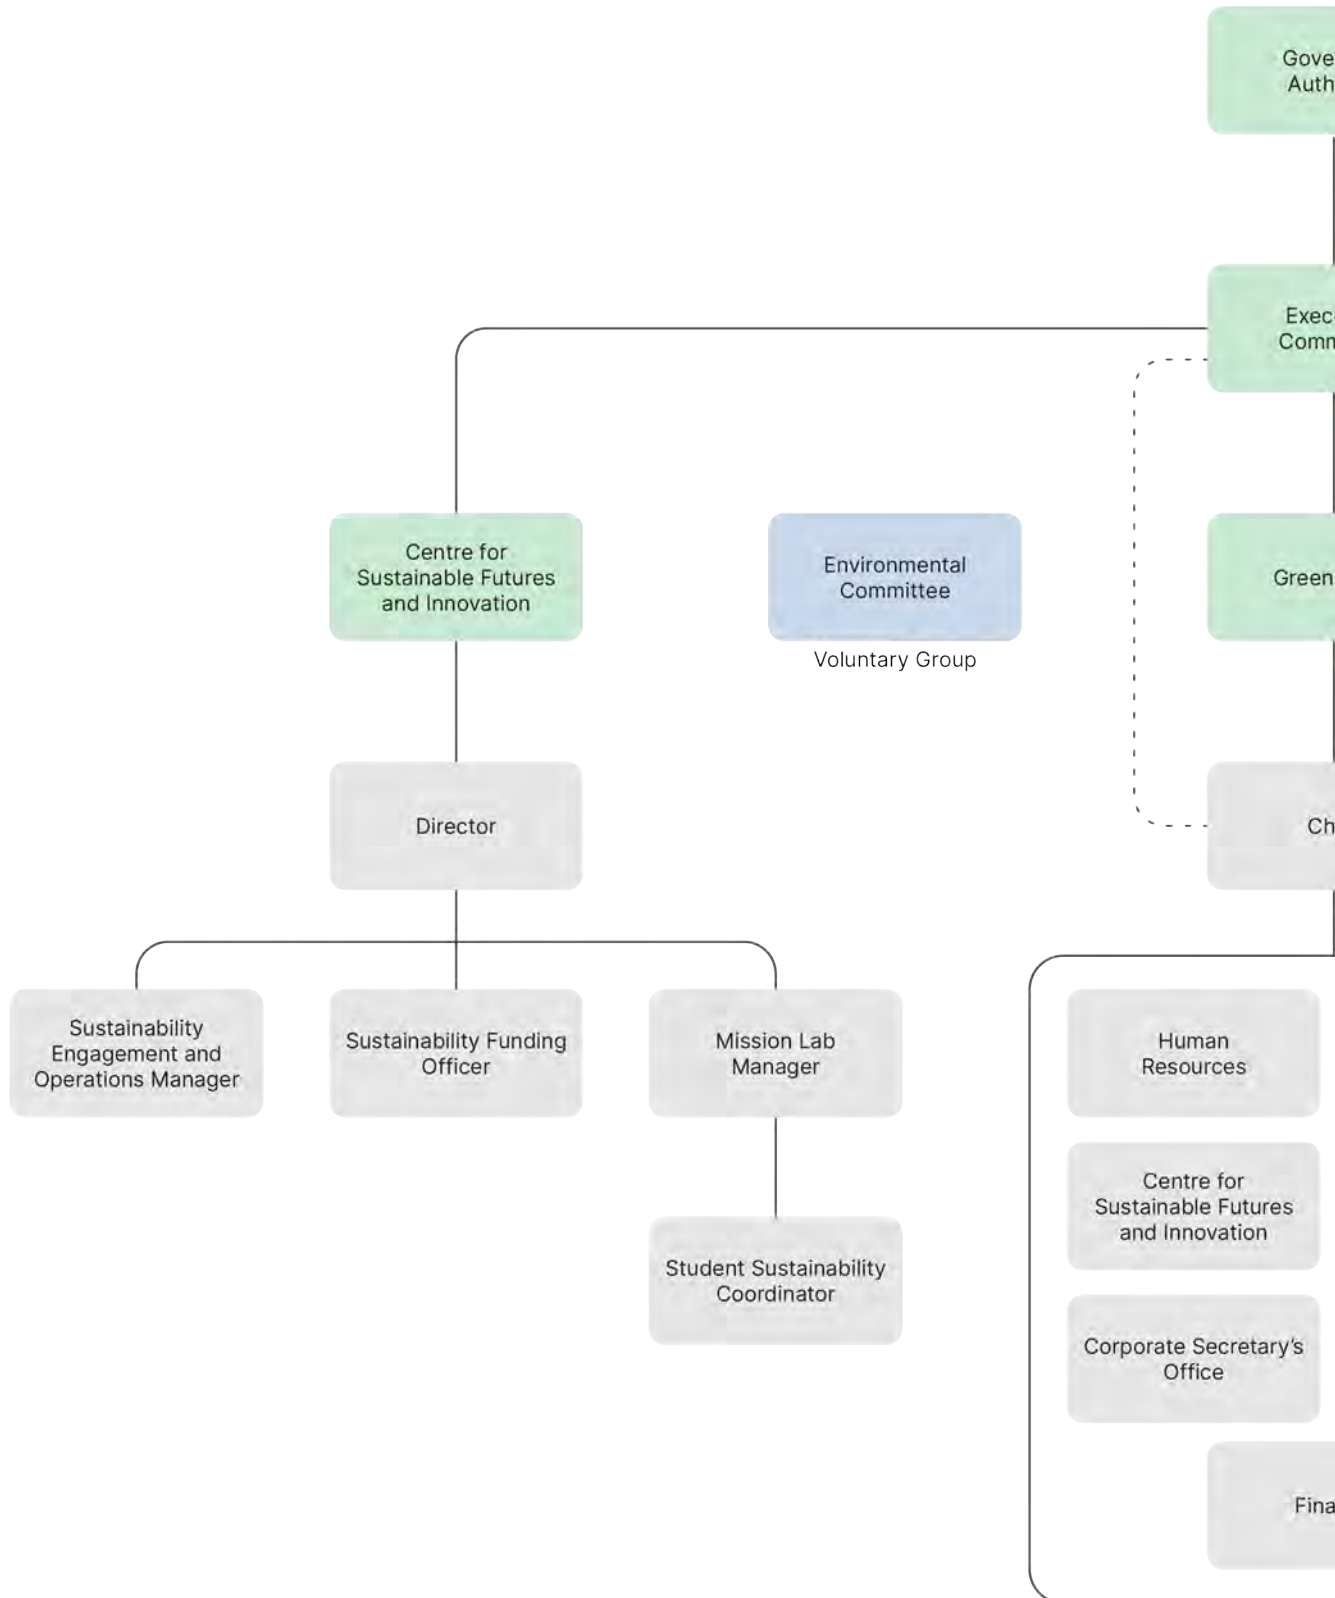 Centre for
Sustainable Futures
and Innovation
Environmental
Committee
Green
Voluntary Group
Director
Sustainability
Engagement and
Operations Manager
Sustainability Funding
Officer
Mission Lab
Manager
Human
Resources
Centre for
Sustainable Futures
and Innovation
Student Sustainability
Coordinator
Corporate Secretary's
Office